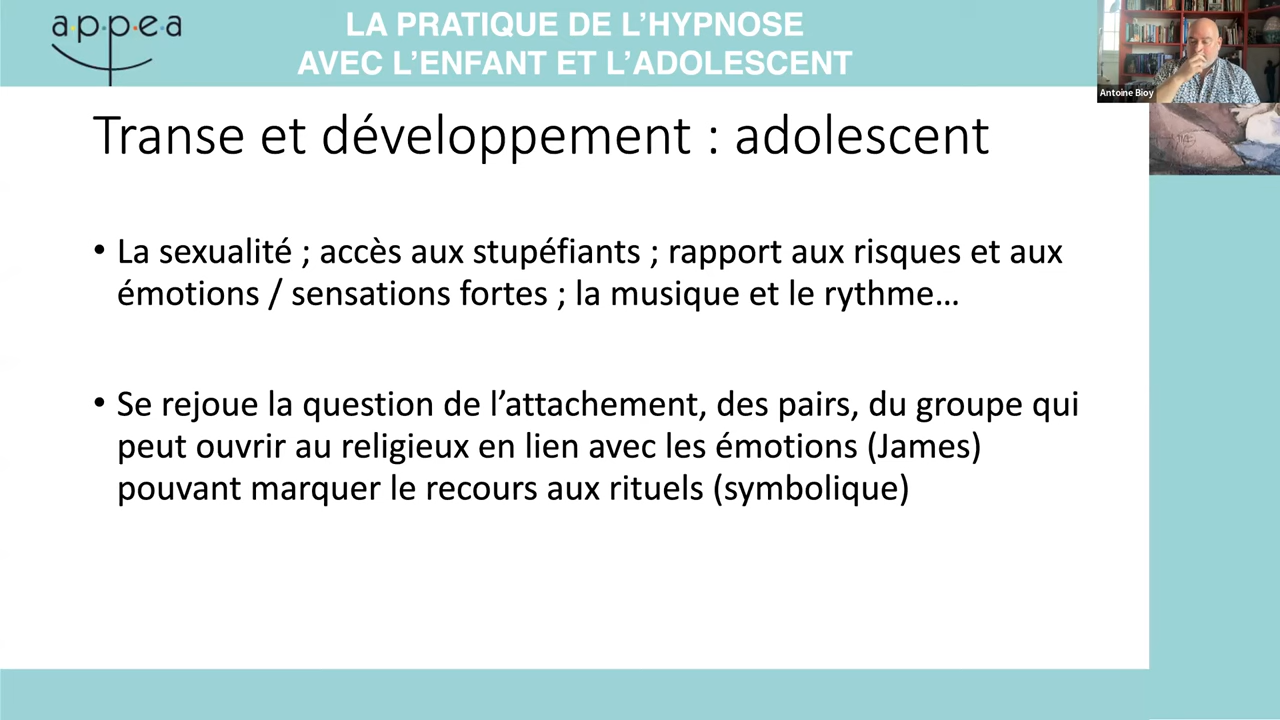 a·p·p·e·a
LA PRATIQUE DE L'HYPNOSE
AVEC L'ENFANT ET L'ADOLESCENT
Antoine Bioy
Transe et développement : adolescent
• La sexualité ; accès aux stupéfiants ; rapport aux risques et aux
émotions / sensations fortes ; la musique et le rythme…
• Se rejoue la question de l’attachement, des pairs, du groupe qui
peut ouvrir au religieux en lien avec les émotions (James)
pouvant marquer le recours aux rituels (symbolique)